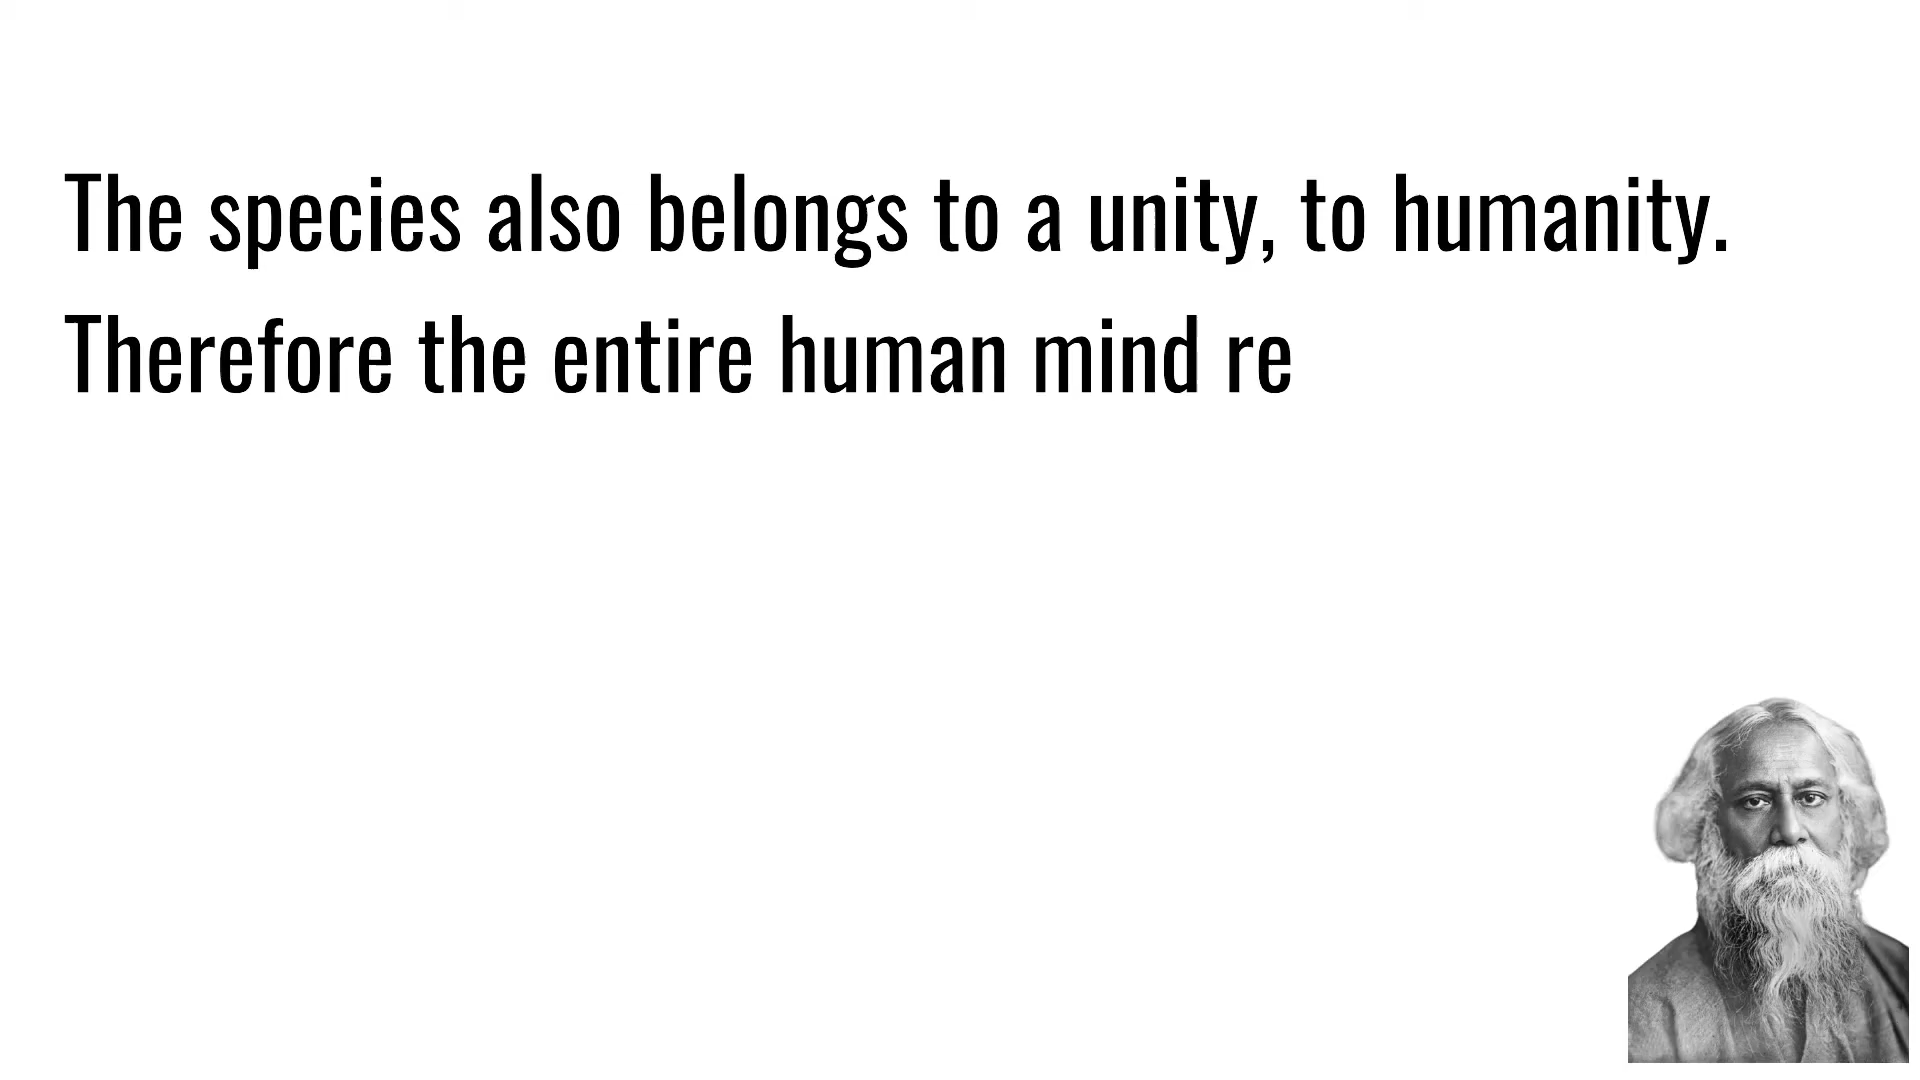 The species also belongs to a unity, to humanity.
Therefore the entire human mind re